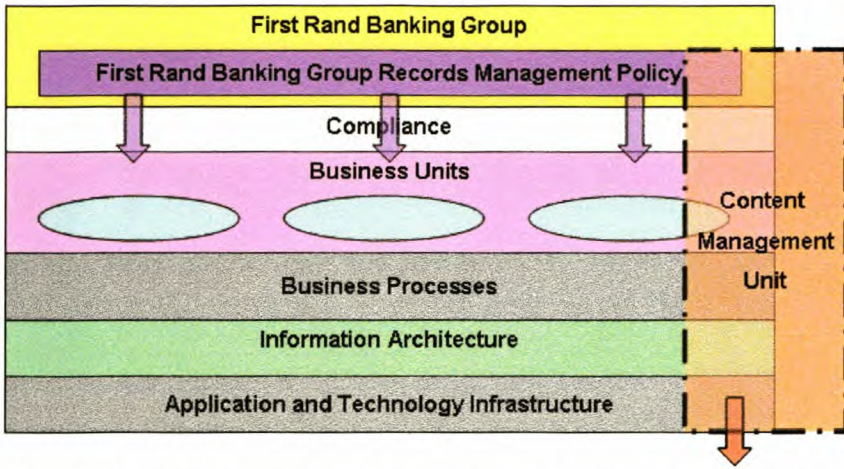 First Rand Banking Group
First Rand Banking Group Records Management Policy
Compliance
Business Units
Content
Management
Unit
Business Processes
Information Architecture
Application and Technology Infrastructure